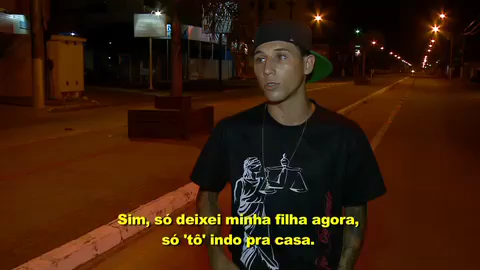 Sim, só deixei minha filha agora,
só 'tô' indo pra casa.